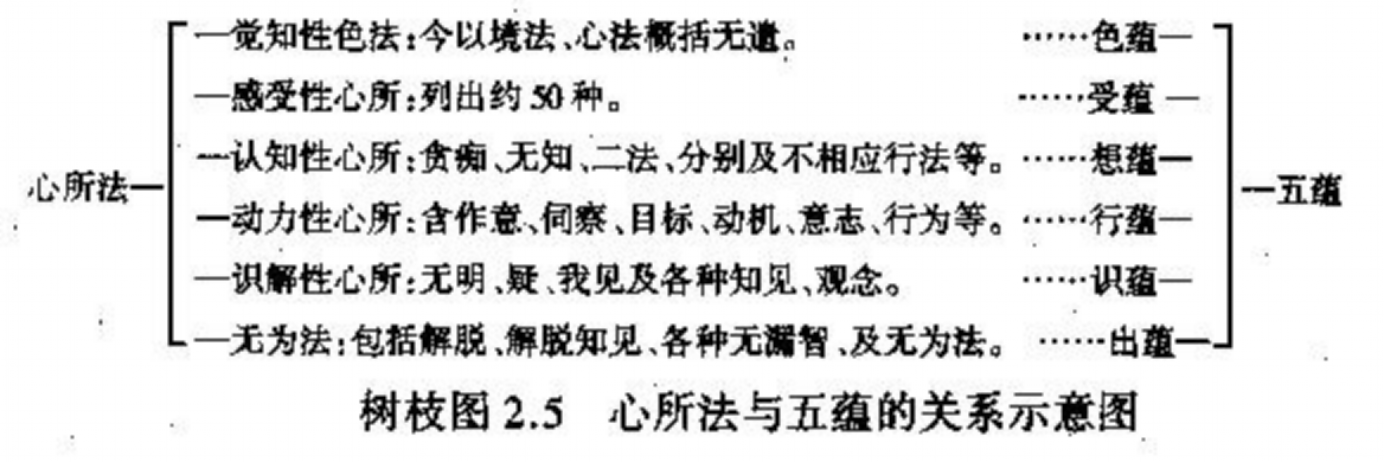 觉知性色法：今以境法、心法概括无遗。 ……色蕴
感受性心所：列出约50种。 ……受蕴
认知性心所：贪痴、无知、二法、分别及不相应行法等。 ……想蕴
心所法
动力性心所：含作意、伺察、目标、动机、意志、行为等。 ……行蕴
五蕴
识解性心所：无明、疑、我见及各种知见、观念。 ……识蕴
无为法：包括解脱、解脱知见、各种无漏智、及无为法。 ……出蕴
树枝图2.5 心所法与五蕴的关系示意图